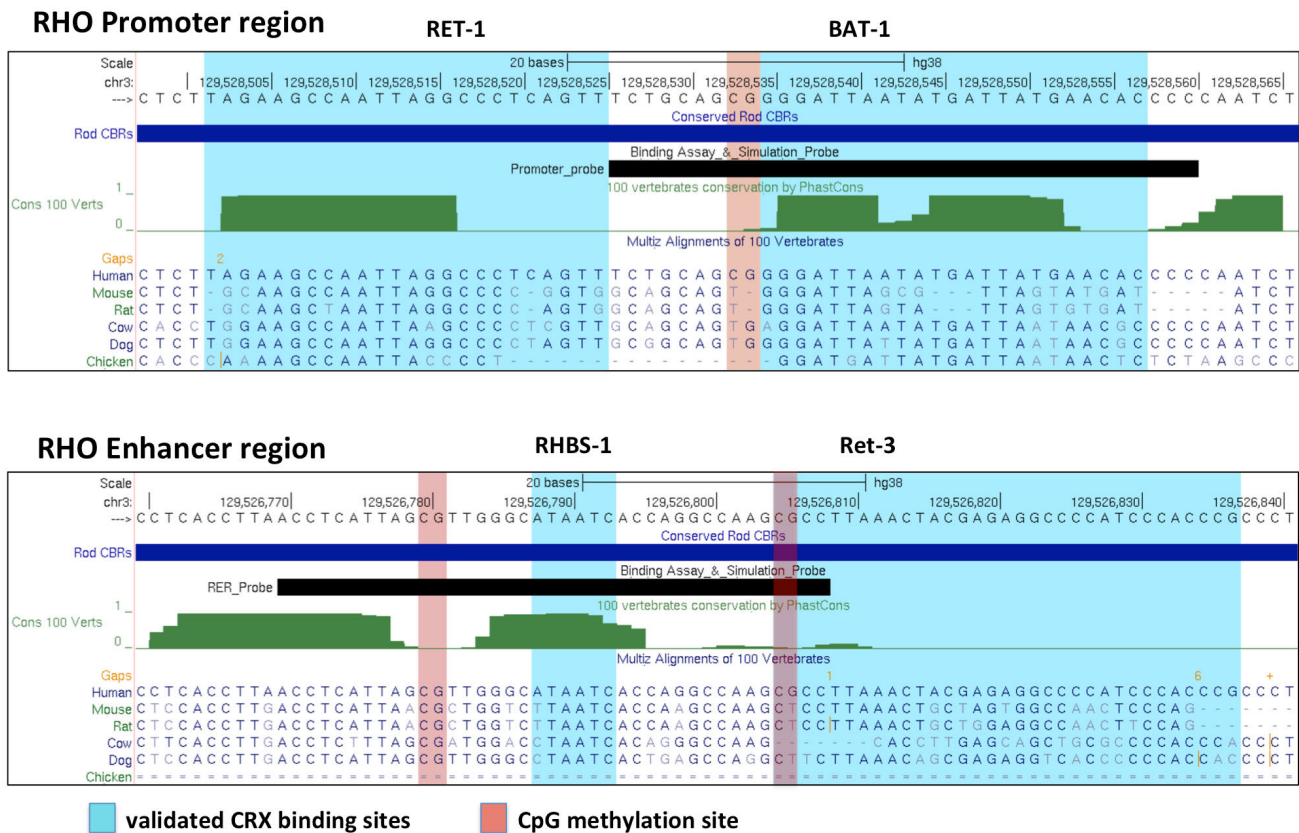 RHO Promoter region
RET-1
BAT-1
Scale 20 bases hg38
chr3: 129,528,505 129,528,510 129,528,515 129,528,520 129,528,525 129,528,530 129,528,535 129,528,540 129,528,545 129,528,550 129,528,555 129,528,560 129,528,565
---> C T C T T A G A A G C C A A T T A G G C C C T C A G T T T C T G C A G C G G G G A T T A A T A T G A T T A T G A A C A C C C C C A A T C T
Conserved Rod CBRs
Rod CBRs
Binding Assay_&_Simulation_Probe
Promoter_probe
100 vertebrates conservation by PhastCons
1
Cons 100 Verts
0
Multiz Alignments of 100 Vertebrates
Gaps 2
Human C T C T T A G A A G C C A A T T A G G C C C T C A G T T T C T G C A G C G G G G A T T A A T A T G A T T A T G A A C A C C C C C A A T C T
Mouse C T C T - G C A A G C C A A T T A G G C C C C - G G T G G C A G C A G T - G G G A T T A G C G - - - T T A G T A T G A T - - - - - A T C T
Rat C T C T - G C A A G C T A A T T A G G C C C C - A G T G G C A G C A G T - G G G A T T A G T A - - - T T A G T G T G A T - - - - - A T C T
Cow C A C C T G G A A G C C A A T T A A G C C C C T C G T T G C A G C A G T G A G G A T T A A T A T G A T T A A T A A C G C C C C C A A T C T
Dog C T C T T G G A A G C C A A T T A G G C C C C T A G T T G C G G C A G T G G G G A T T A T T A T G A T T A A T A A C G C C C C C A A T C T
Chicken C A C C C A A A A G C C A A T T A C C C C T - - - - - - - - - - - - - - - - G G A T G A T T A T G A T T A A T A A C T C T C T A A G C C C
RHO Enhancer region
RHBS-1
Ret-3
Scale 20 bases hg38
chr3: 129,526,770 129,526,780 129,526,790 129,526,800 129,526,810 129,526,820 129,526,830 129,526,840
---> C C T C A C C T T A A C C T C A T T A G C G T T G G G C A T A A T C A C C A G G C C A A G C G C C T T A A A C T A C G A G A G G C C C C A T C C C A C C C G C C C T
Conserved Rod CBRs
Rod CBRs
Binding Assay_&_Simulation_Probe
RER_Probe
100 vertebrates conservation by PhastCons
1
Cons 100 Verts
0
Multiz Alignments of 100 Vertebrates
Gaps 1 6 +
Human C C T C A C C T T A A C C T C A T T A G C G T T G G G C A T A A T C A C C A G G C C A A G C G C C T T A A A C T A C G A G A G G C C C C A T C C C A C C C G C C C T
Mouse C T C C A C C T T G A C C T C A T T A A C G C T G G T C T T A A T C A C C A A G C C A A G C T C C T T A A A C T G C T A G T G G C C A A C T C C C A G - - - - - - -
Rat C T C C A C C T T G A C C T C A T T A A C G C T G G T C T T A A T C A C C A A G C C A A G C T C C T T A A A C T G C T G G A G G C C A A C T T C C A G - - - - - - -
Cow C T T C A C C T T G A C C T C T T T A G C G A T G G A C C T A A T C A C A G G G C C A A G - - - - - - - C A C C T T G A G C A G C T G C G C C C C A C C C A C C C T
Dog C T C C A C C T T G A C C T C A T T A G C G T T G G G C C T A A T C A C T G A G C C A G G C T T C T T A A A C A G C G A G A G G T C A C C C C C C A C C A C C C C T
Chicken = = = = = = = = = = = = = = = = = = = = = = = = = = = = = = = = = = = = = = = = = = = = = = = = = = = = = = = = = = = = = = = = = = = = = = = = = = = = = = = = = =
validated CRX binding sites
CpG methylation site